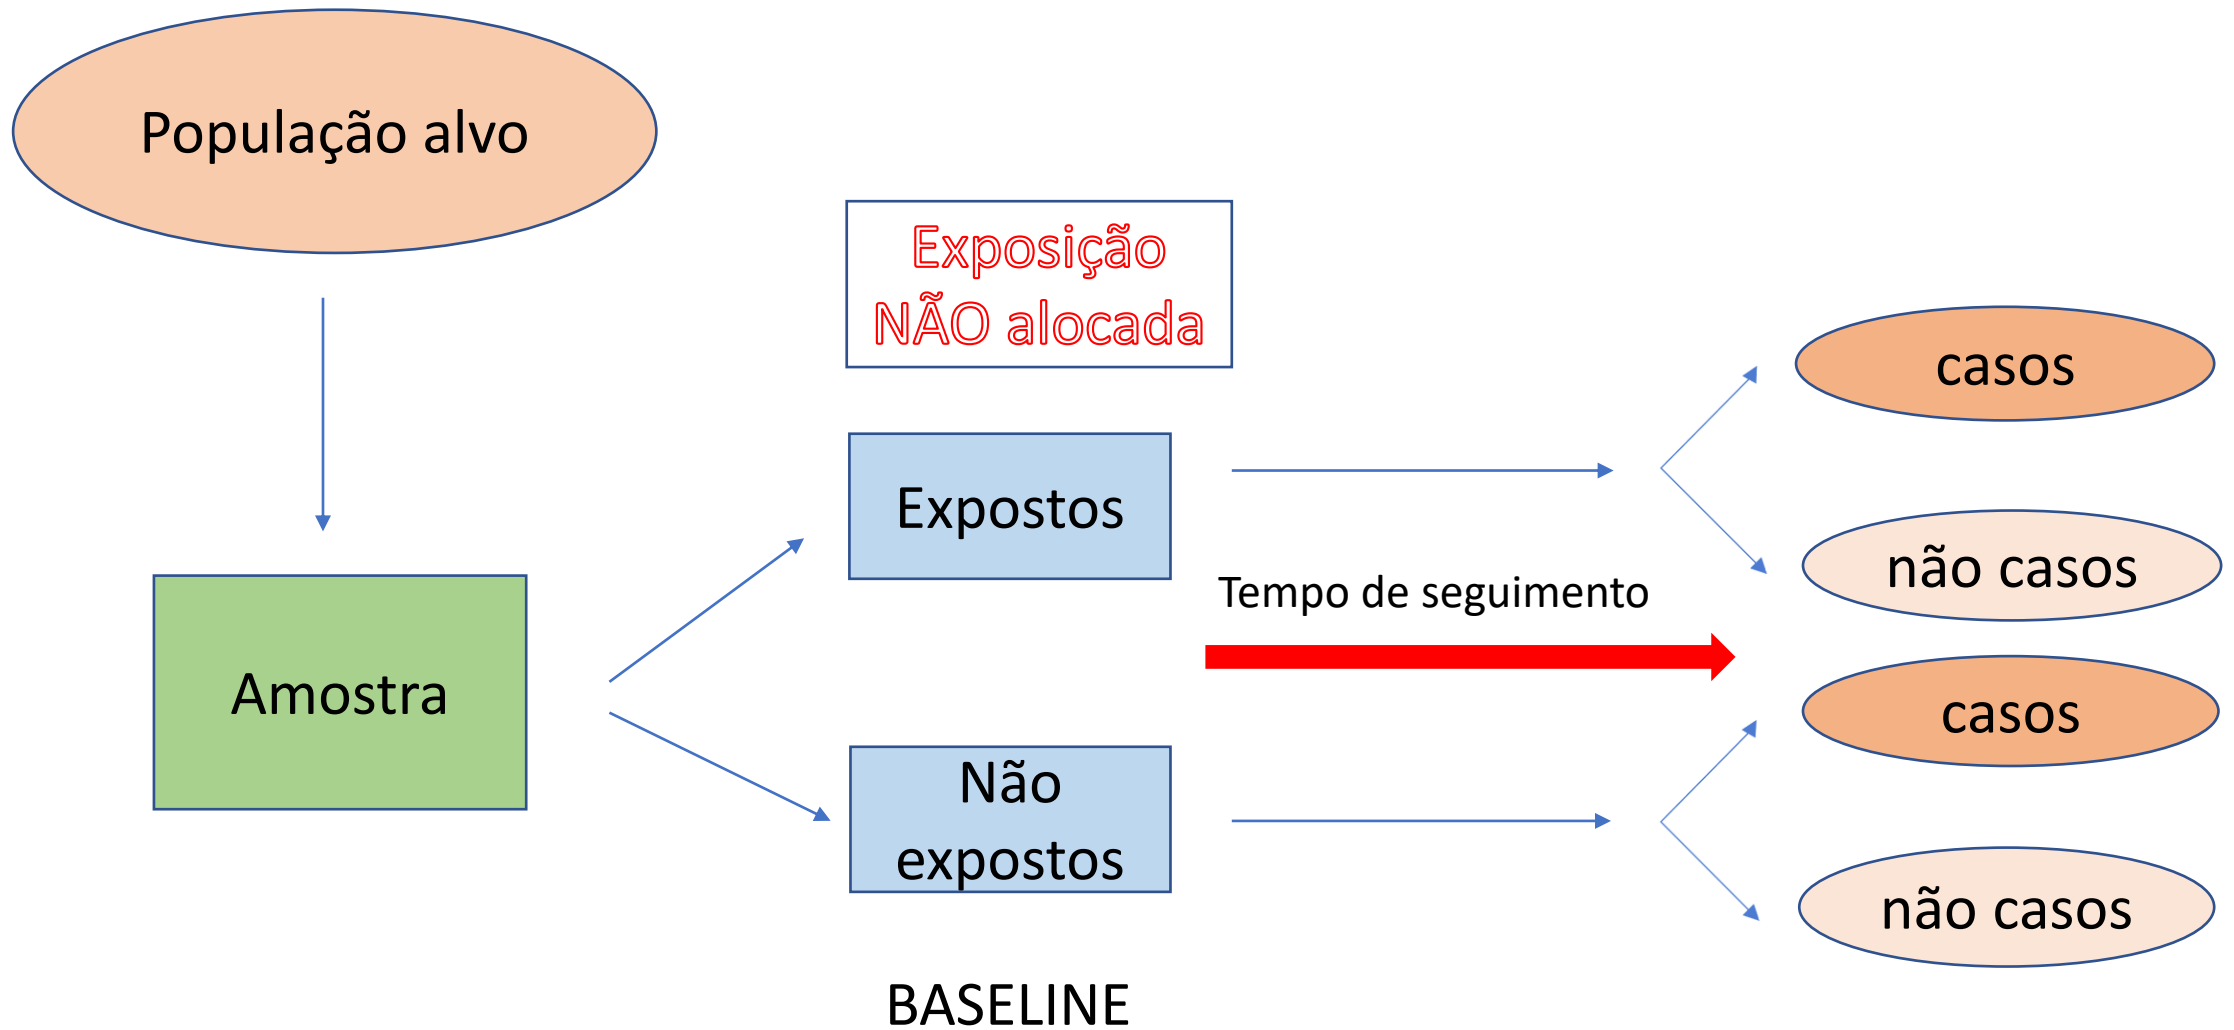 População alvo
Exposição
NÃO alocada
casos
Expostos
não casos
Tempo de seguimento
Amostra
casos
Não
expostos
não casos
BASELINE